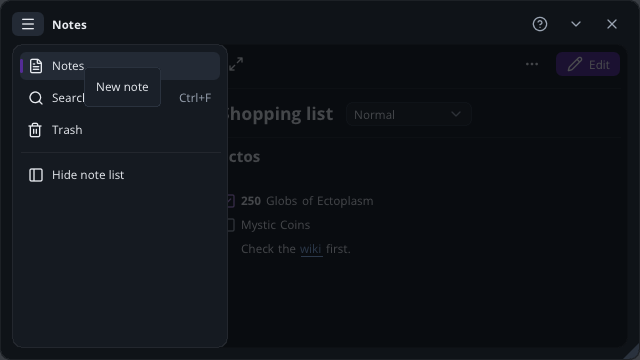 Notes
Notes
New note
Search Ctrl+F
Trash
Hide note list
Edit
Shopping list Normal
ctos
250 Globs of Ectoplasm
Mystic Coins
Check the wiki first.